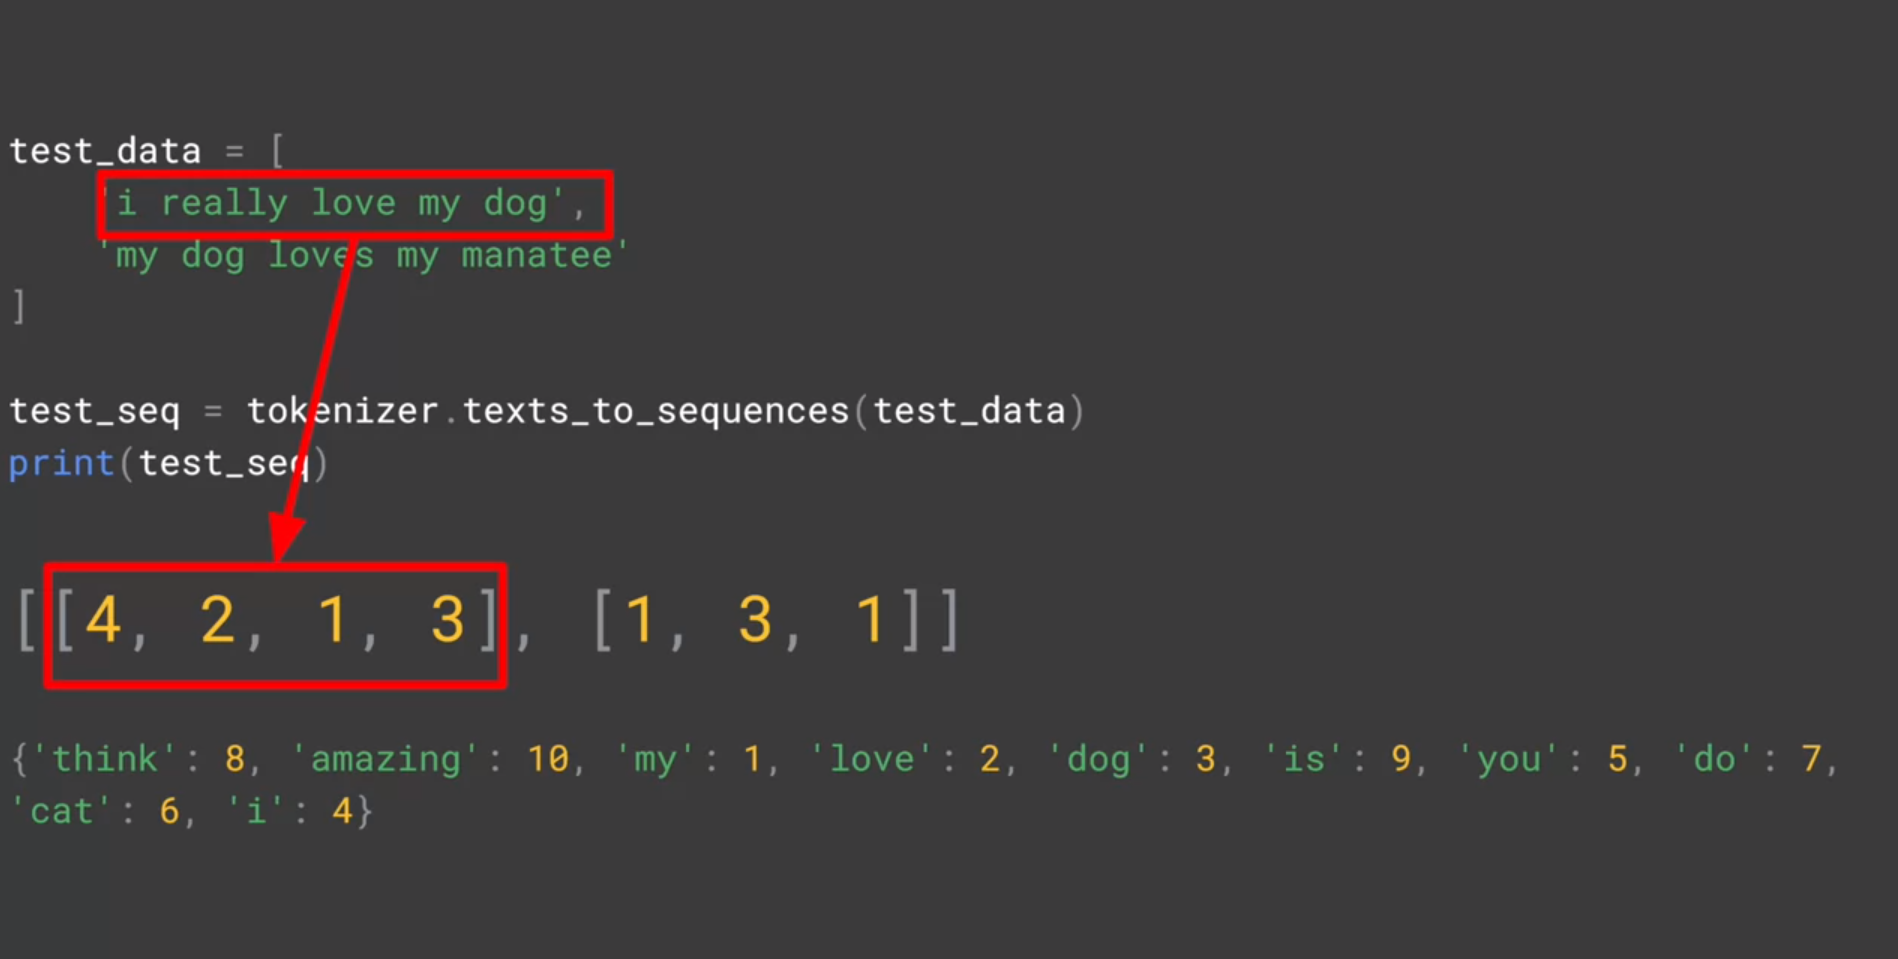 test_data = [
    'i really love my dog',
    'my dog loves my manatee'
]
test_seq = tokenizer.texts_to_sequences(test_data)
print(test_seq)
[[4, 2, 1, 3], [1, 3, 1]]
{'think': 8, 'amazing': 10, 'my': 1, 'love': 2, 'dog': 3, 'is': 9, 'you': 5, 'do': 7,
'cat': 6, 'i': 4}